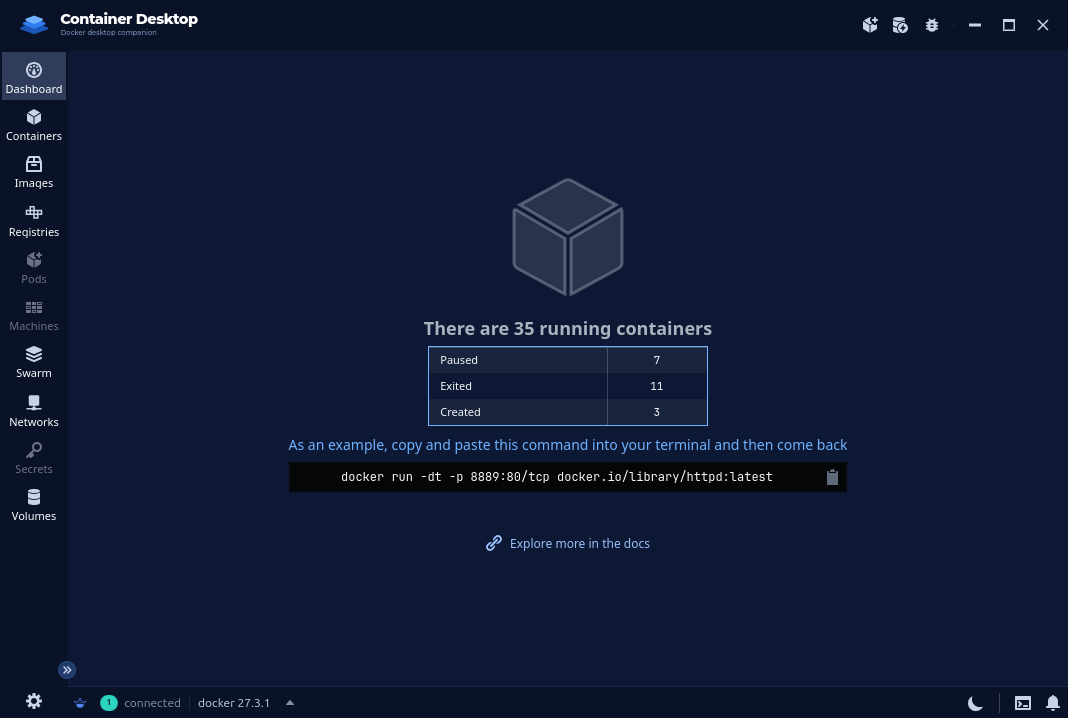 Container Desktop
Docker desktop companion
Dashboard
Containers
Images
Registries
Pods
Machines
Swarm
Networks
Secrets
Volumes
There are 35 running containers
Paused 7
Exited 11
Created 3
As an example, copy and paste this command into your terminal and then come back
docker run -dt -p 8889:80/tcp docker.io/library/httpd:latest
Explore more in the docs
1 connected docker 27.3.1